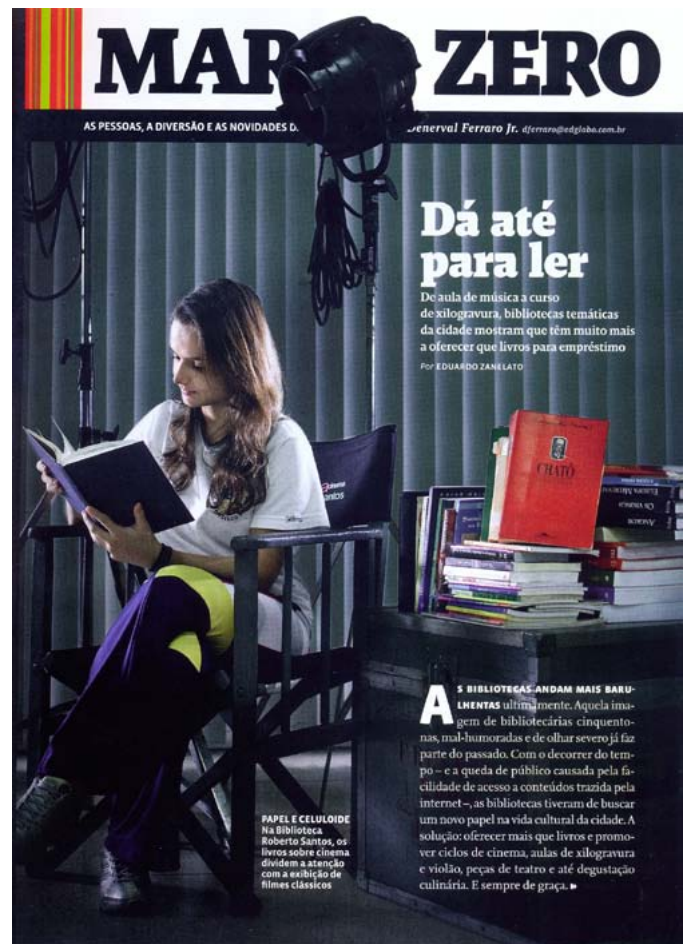 MAR ZERO
AS PESSOAS, A DIVERSÃO E AS NOVIDADES D
Denerval Ferraro Jr. dferraro@edglobo.com.br
Dá até
para ler
De aula de música a curso
de xilogravura, bibliotecas temáticas
da cidade mostram que têm muito mais
a oferecer que livros para empréstimo
Por EDUARDO ZANELATO
CHATÔ
EUROPA MEDIEVAL
OS VIKINGS
ANGKOR
AS BIBLIOTECAS ANDAM MAIS BARU-
LHENTAS ultimamente. Aquela ima-
gem de bibliotecárias cinquento-
nas, mal-humoradas e de olhar severo já faz
parte do passado. Com o decorrer do tem-
po – e a queda de público causada pela fa-
cilidade de acesso a conteúdos trazida pela
internet –, as bibliotecas tiveram de buscar
um novo papel na vida cultural da cidade. A
solução: oferecer mais que livros e promo-
ver ciclos de cinema, aulas de xilogravura
e violão, peças de teatro e até degustação
culinária. E sempre de graça.
PAPEL E CELULOIDE
Na Biblioteca
Roberto Santos, os
livros sobre cinema
dividem a atenção
com a exibição de
filmes clássicos